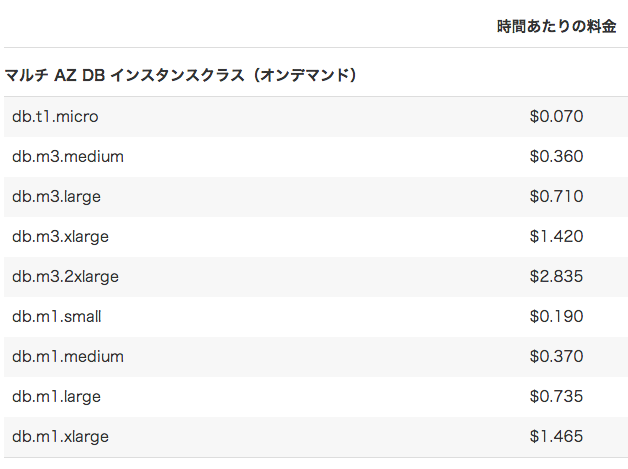 時間あたりの料金
マルチ AZ DB インスタンスクラス（オンデマンド）
db.t1.micro $0.070
db.m3.medium $0.360
db.m3.large $0.710
db.m3.xlarge $1.420
db.m3.2xlarge $2.835
db.m1.small $0.190
db.m1.medium $0.370
db.m1.large $0.735
db.m1.xlarge $1.465